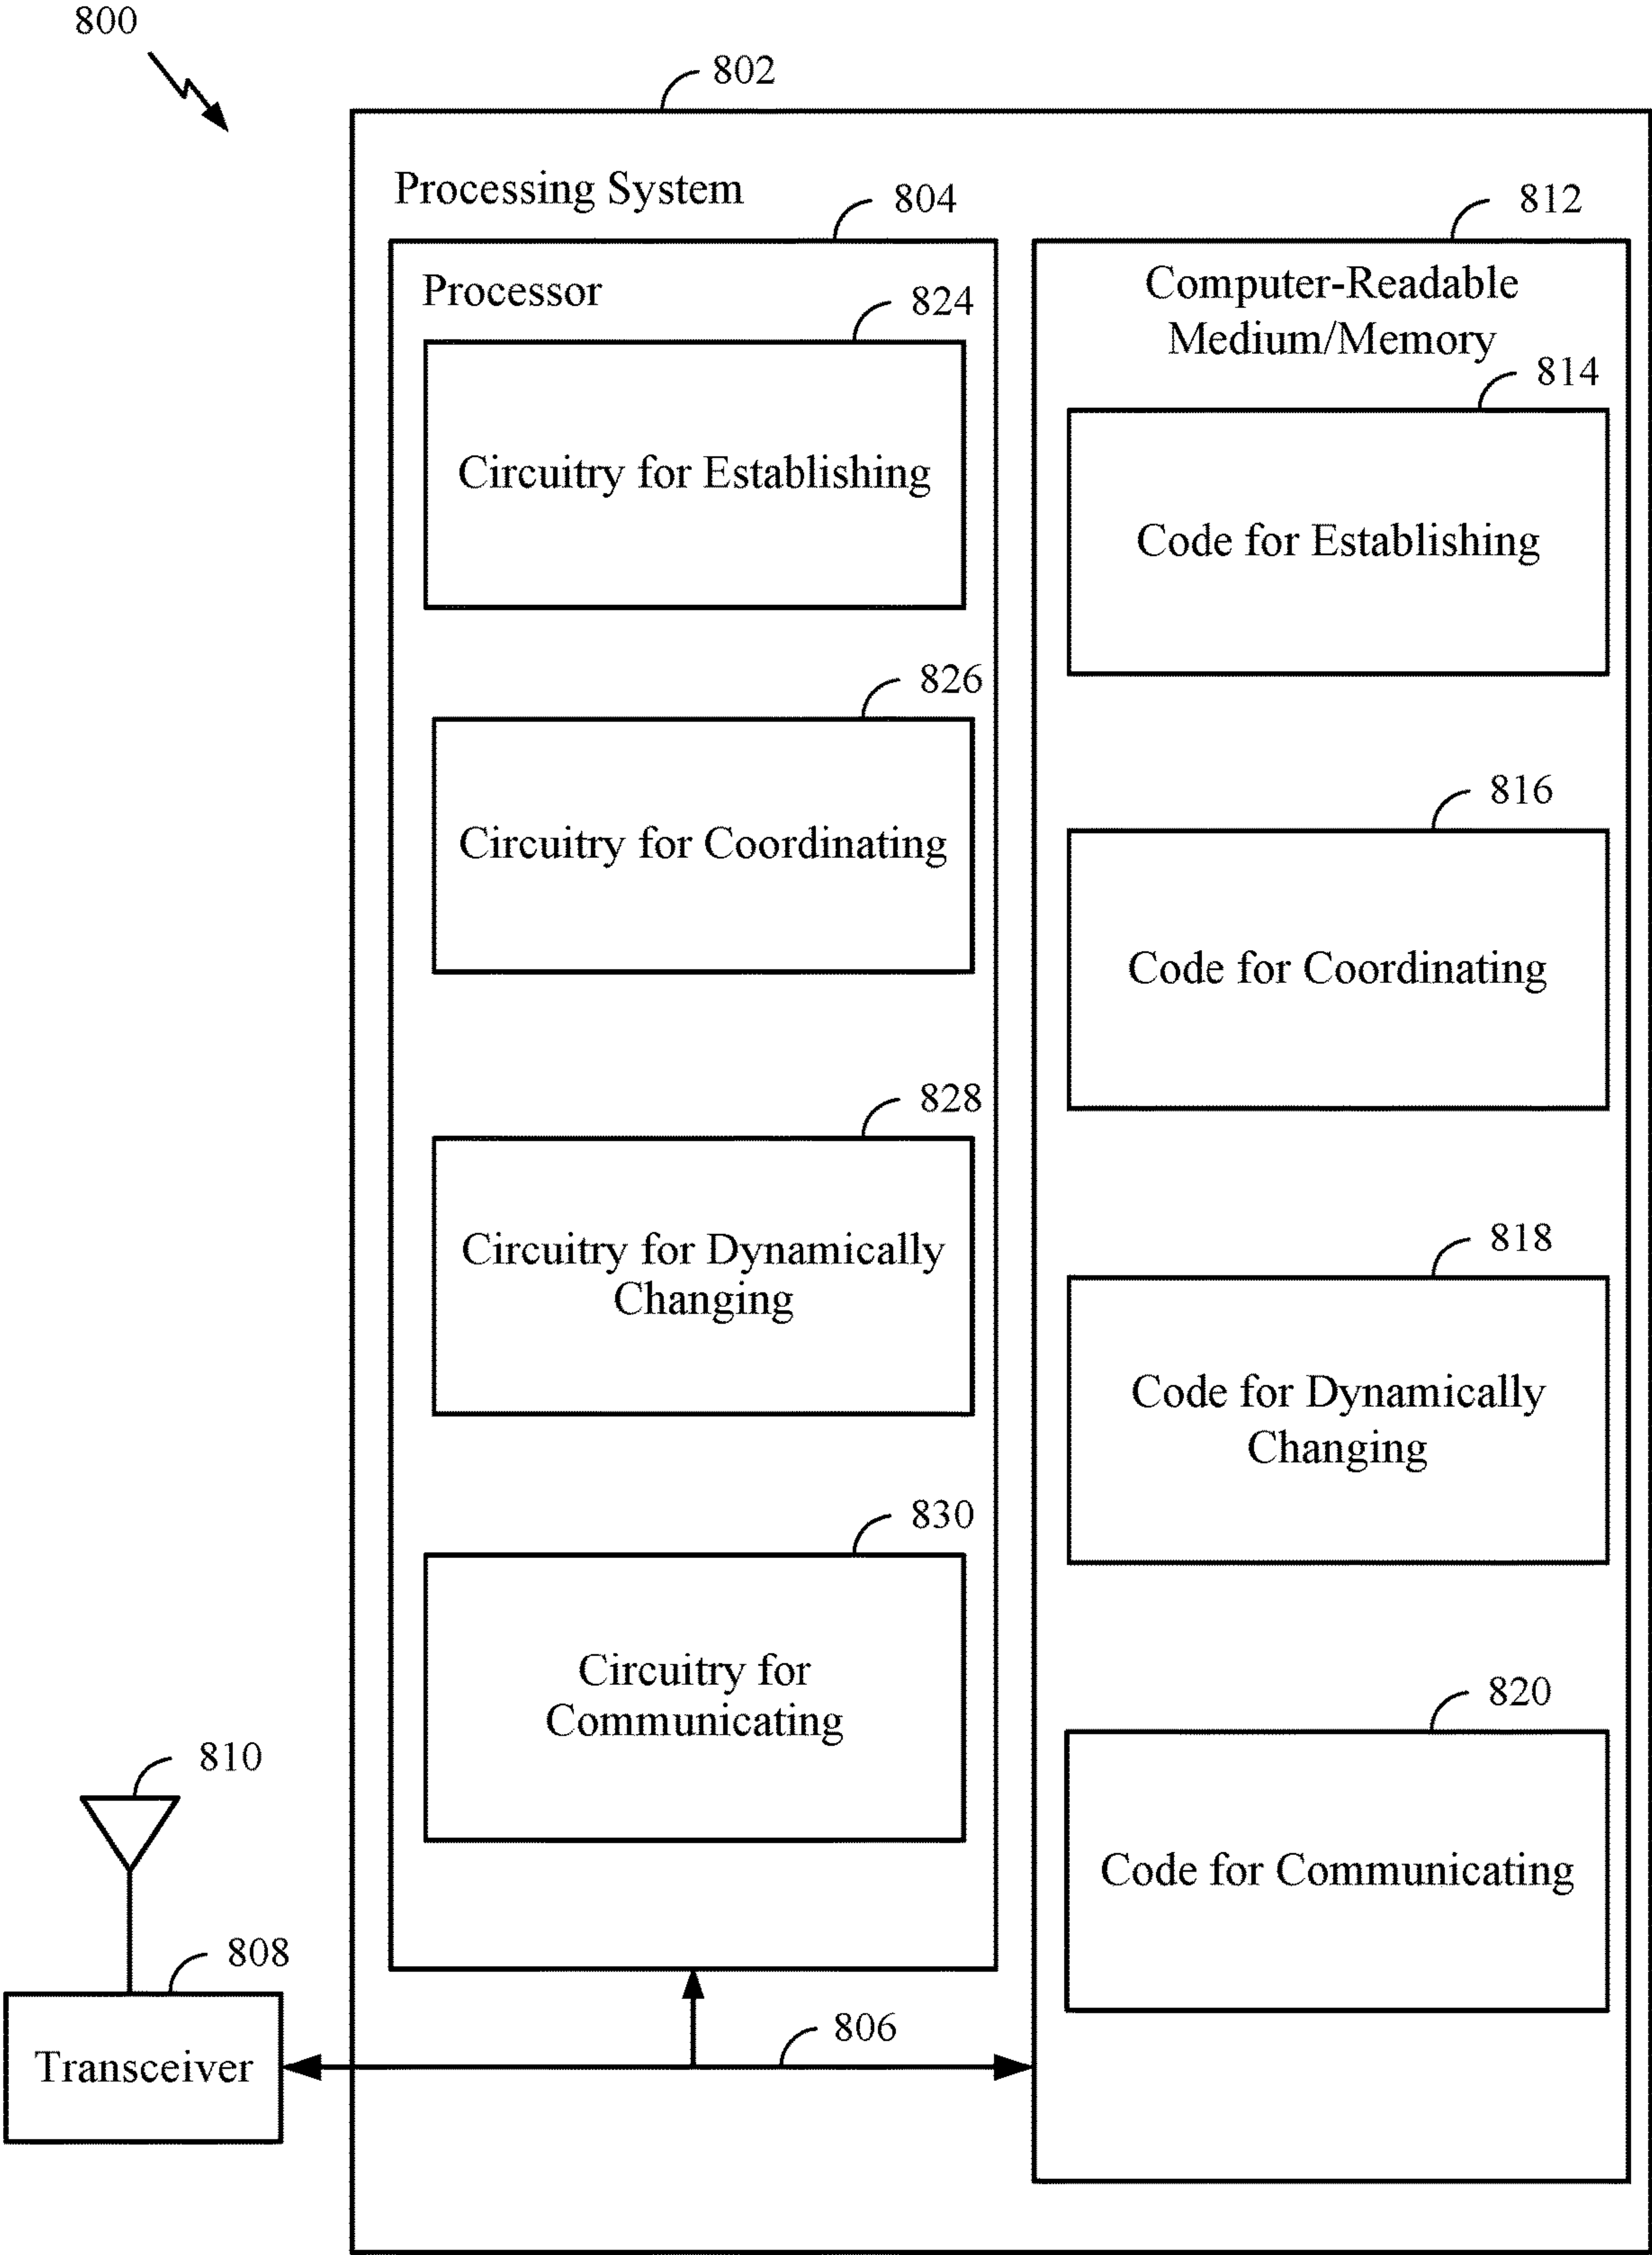 800
802
Processing System
804
812
Processor
824
Computer-Readable
Medium/Memory
814
Circuitry for Establishing
Code for Establishing
826
816
Circuitry for Coordinating
Code for Coordinating
828
818
Circuitry for Dynamically
Changing
Code for Dynamically
Changing
830
820
Circuitry for
Communicating
Code for Communicating
810
808
806
Transceiver